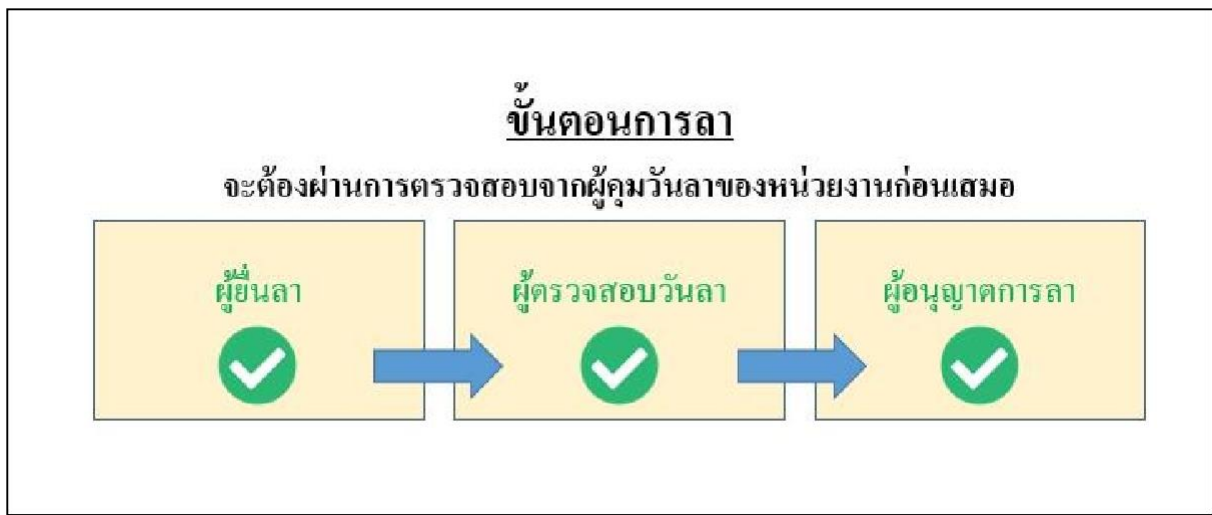 ขั้นตอนการลา
จะต้องผ่านการตรวจสอบจากผู้คุมวันลาของหน่วยงานก่อนเสมอ
ผู้ยื่นลา
ผู้ตรวจสอบวันลา
ผู้อนุญาตการลา